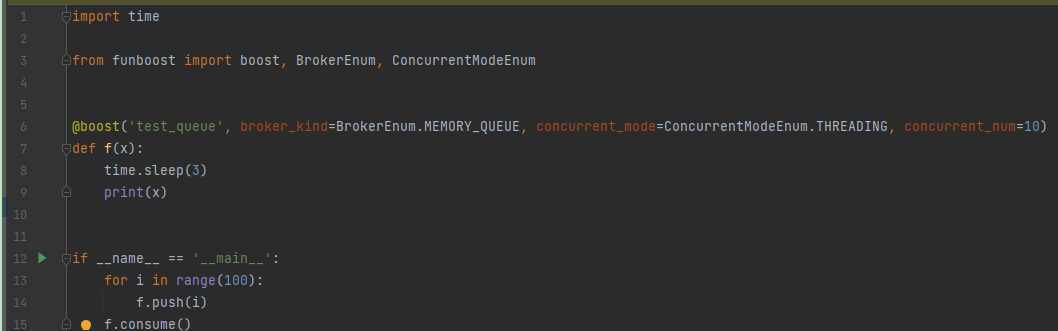 1 import time
2
3 from funboost import boost, BrokerEnum, ConcurrentModeEnum
4
5
6 @boost('test_queue', broker_kind=BrokerEnum.MEMORY_QUEUE, concurrent_mode=ConcurrentModeEnum.THREADING, concurrent_num=10)
7 def f(x):
8     time.sleep(3)
9     print(x)
10
11
12 if __name__ == '__main__':
13     for i in range(100):
14         f.push(i)
15     f.consume()